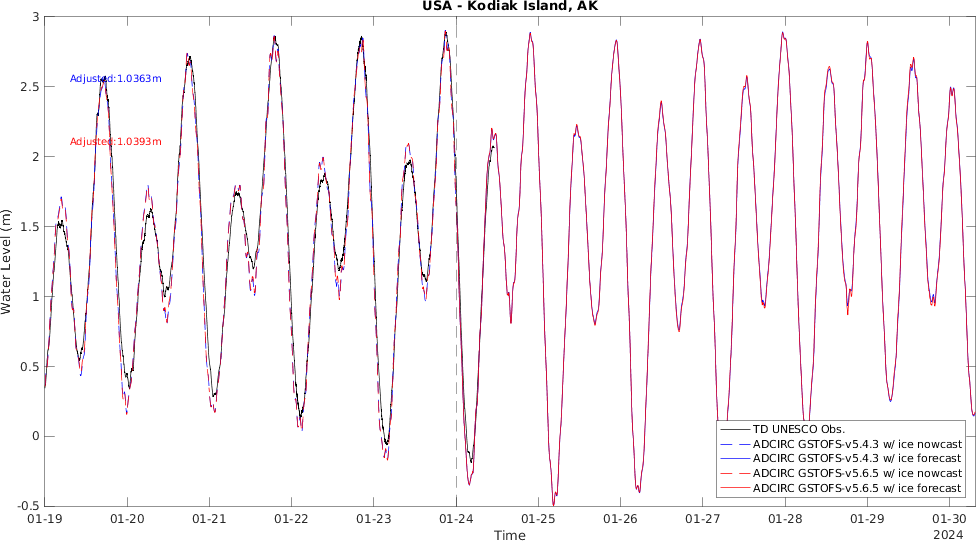 USA - Kodiak Island, AK
3
2.5
2
1.5
1
0.5
0
-0.5
Water Level (m)
Adjusted:1.0363m
Adjusted:1.0393m
TD UNESCO Obs.
ADCIRC GSTOFS-v5.4.3 w/ ice nowcast
ADCIRC GSTOFS-v5.4.3 w/ ice forecast
ADCIRC GSTOFS-v5.6.5 w/ ice nowcast
ADCIRC GSTOFS-v5.6.5 w/ ice forecast
01-19 01-20 01-21 01-22 01-23 01-24 01-25 01-26 01-27 01-28 01-29 01-30
Time
2024